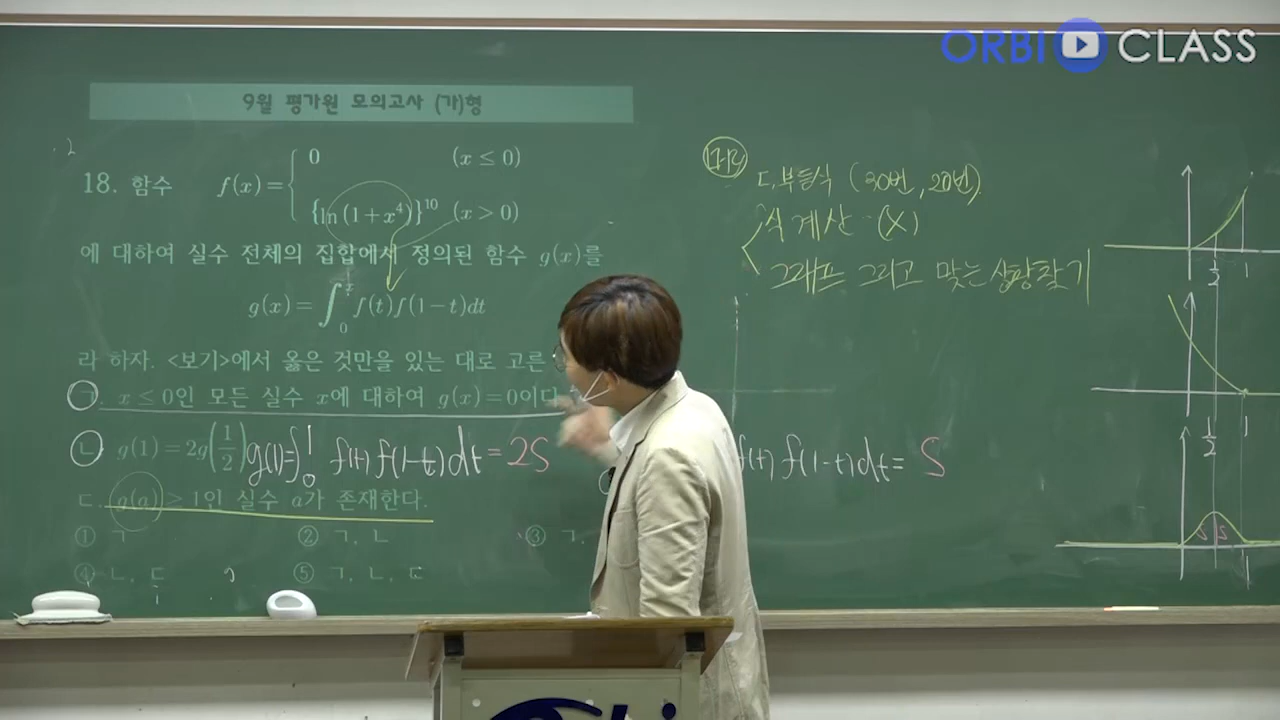 ORBI CLASS
9월 평가원 모의고사 (가)형
18. 함수 f(x)={ 0 (x≤0)
{ln(1+x⁴)}¹⁰ (x>0)
에 대하여 실수 전체의 집합에서 정의된 함수 g(x)를
g(x)=∫₀ f(t)f(1-t)dt
라 하자. <보기>에서 옳은 것만을 있는 대로 고른
ㄱ. x≤0인 모든 실수 x에 대하여 g(x)=0이다
ㄴ. g(1)=2g(1/2) g(1)=∫₀¹ f(t) f(1-t) dt = 2S
f(t) f(1-t) dt = S
ㄷ. g(a)≥1인 실수 a가 존재한다.
① ㄱ ② ㄱ, ㄴ ③ ㄱ,
④ ㄴ, ㄷ ⑤ ㄱ, ㄴ, ㄷ
ㄷ. 부등식 (30번, 20번)
식 계산 (X)
그래프 그리고 맞는 상황찾기
1/2 1
1/2 1
S S
1